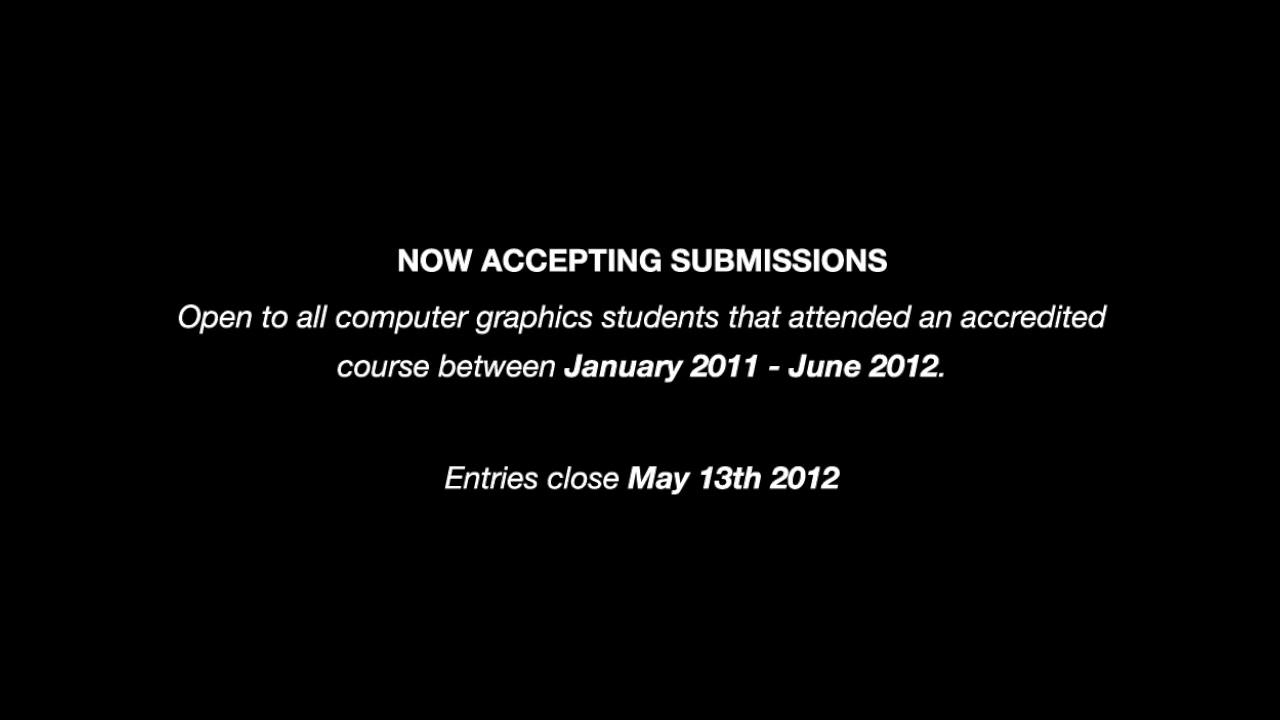 NOW ACCEPTING SUBMISSIONS
Open to all computer graphics students that attended an accredited
course between January 2011 - June 2012.
Entries close May 13th 2012